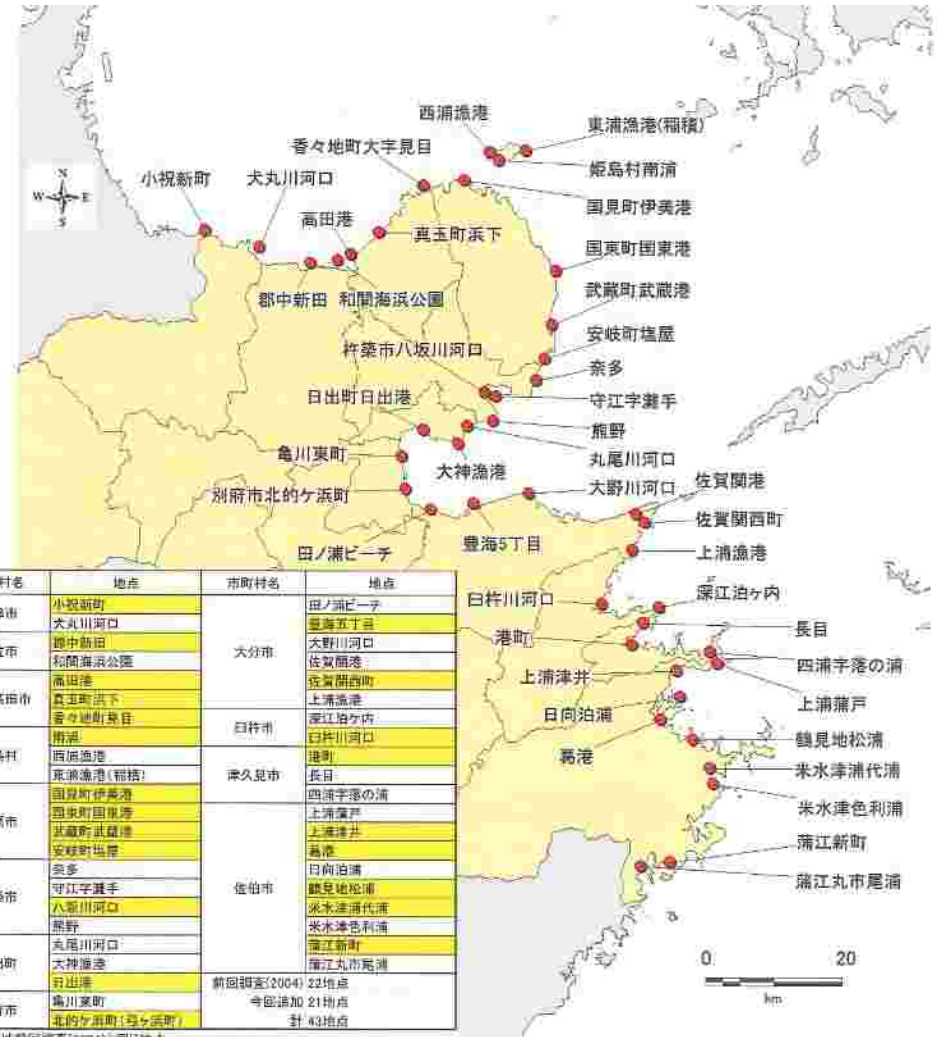 西浦漁港
東浦漁港(稲積)
香々地町大字見目
姫島村南浦
小祝新町
犬丸川河口
N
W E
S
国見町伊美港
高田港
真玉町浜下
国東町国東港
郡中新田
和間海浜公園
武蔵町武蔵港
安岐町塩屋
杵築市八坂川河口
奈多
日出町日出港
守江字灘手
熊野
亀川東町
大神漁港
丸尾川河口
佐賀関港
別府市北的ケ浜町
大野川河口
佐賀関西町
田ノ浦ビーチ
豊海5丁目
上浦漁港
臼杵川河口
深江泊ヶ内
港町
長目
四浦字落の浦
上浦津井
上浦蒲戸
日向泊浦
鶴見地松浦
葛港
米水津浦代浦
米水津色利浦
蒲江新町
蒲江丸市尾浦
0 20
km
村名 地点 市町村名 地点
市 小祝新町
犬丸川河口
市 郡中新田
和間海浜公園
高田市 高田港
真玉町浜下
香々地町見目
村 南浦
西浦漁港
東浦漁港(稲積)
市 国見町伊美港
国東町国東港
武蔵町武蔵港
安岐町塩屋
市 奈多
守江字灘手
八坂川河口
熊野
町 丸尾川河口
大神漁港
日出港
市 亀川東町
北的ケ浜町(弓ヶ浜町)
大分市 田ノ浦ビーチ
豊海五丁目
大野川河口
佐賀関港
佐賀関西町
上浦漁港
臼杵市 深江泊ケ内
臼杵川河口
津久見市 港町
長目
四浦字落の浦
佐伯市 上浦蒲戸
上浦津井
葛港
日向泊浦
鶴見地松浦
米水津浦代浦
米水津色利浦
蒲江新町
蒲江丸市尾浦
前回調査(2004) 22地点
今回追加 21地点
計 43地点